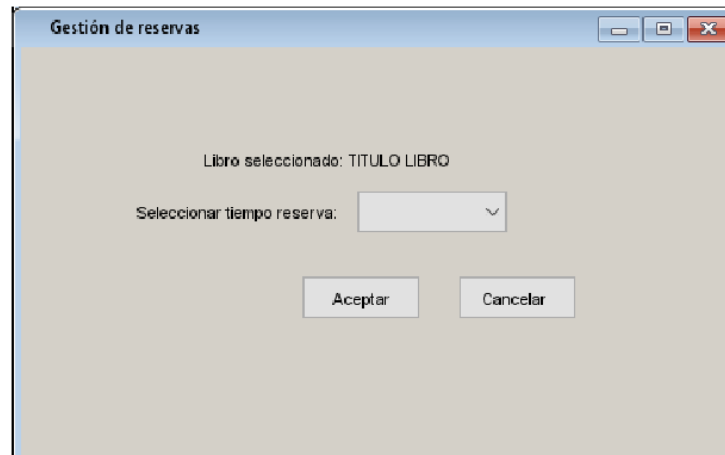 Gestión de reservas
Libro seleccionado: TITULO LIBRO
Seleccionar tiempo reserva:
Aceptar Cancelar